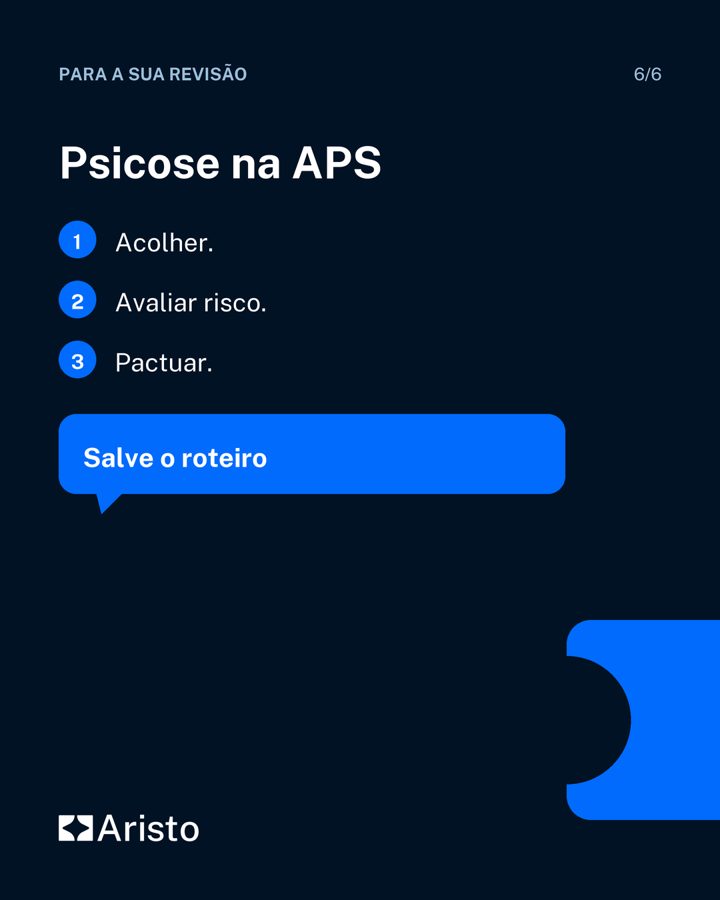 PARA A SUA REVISÃO
6/6
Psicose na APS
1 Acolher.
2 Avaliar risco.
3 Pactuar.
Salve o roteiro
Aristo